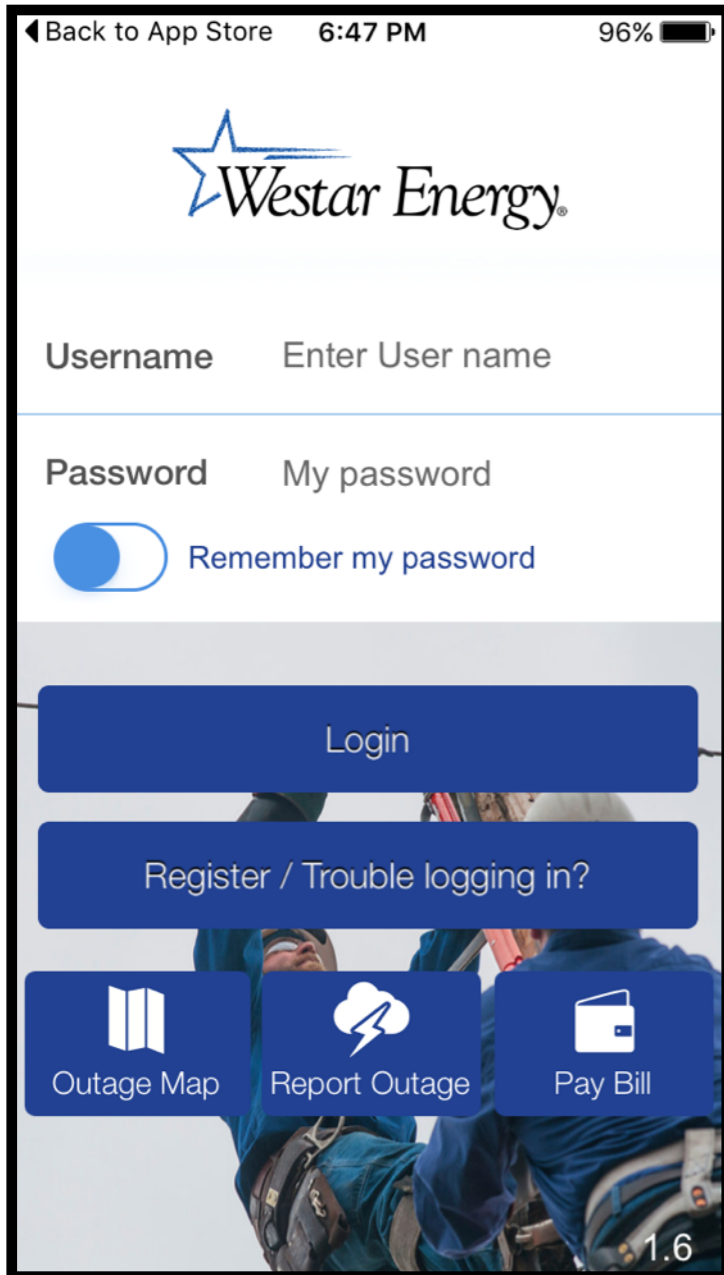 Back to App Store 6:47 PM 96%
Westar Energy®
Username Enter User name
Password My password
Remember my password
Login
Register / Trouble logging in?
Outage Map Report Outage Pay Bill
1.6